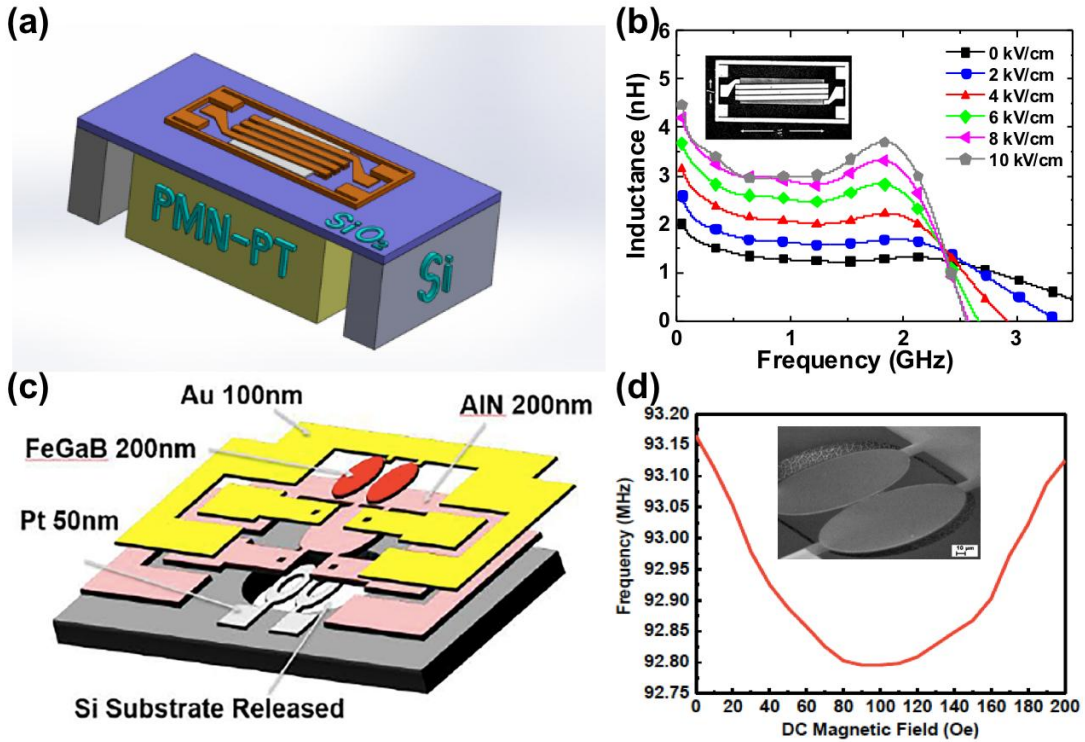 (a)
PMN-PT
SiO2
Si
(b)
Inductance (nH)
6
5
4
3
2
1
0
0 kV/cm
2 kV/cm
4 kV/cm
6 kV/cm
8 kV/cm
10 kV/cm
0 1 2 3
Frequency (GHz)
(c)
Au 100nm
AlN 200nm
FeGaB 200nm
Pt 50nm
Si Substrate Released
(d)
Frequency (MHz)
93.20
93.15
93.10
93.05
93.00
92.95
92.90
92.85
92.80
92.75
10 µm
0 20 40 60 80 100 120 140 160 180 200
DC Magnetic Field (Oe)